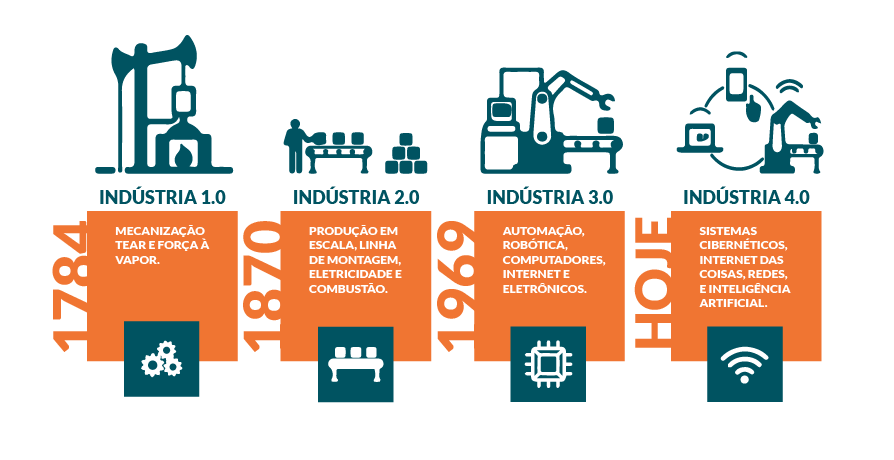 INDÚSTRIA 1.0
1784
MECANIZAÇÃO
TEAR E FORÇA À
VAPOR.
INDÚSTRIA 2.0
1870
PRODUÇÃO EM
ESCALA, LINHA
DE MONTAGEM,
ELETRICIDADE E
COMBUSTÃO.
INDÚSTRIA 3.0
1969
AUTOMAÇÃO,
ROBÓTICA,
COMPUTADORES,
INTERNET E
ELETRÔNICOS.
INDÚSTRIA 4.0
HOJE
SISTEMAS
CIBERNÉTICOS,
INTERNET DAS
COISAS, REDES,
E INTELIGÊNCIA
ARTIFICIAL.